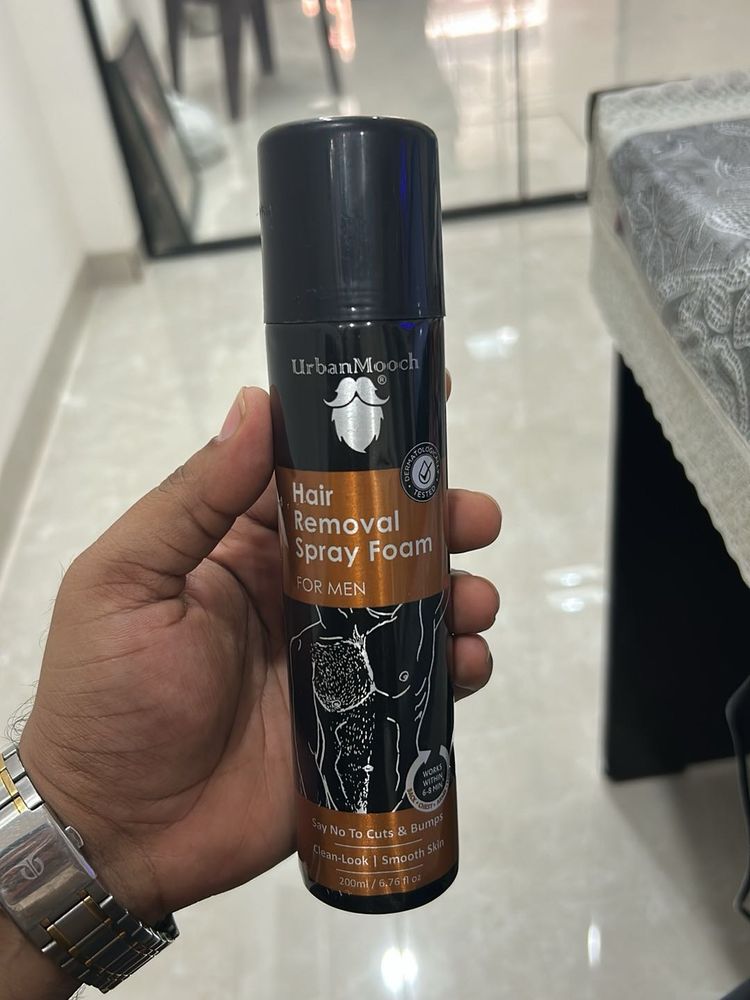 UrbanMooch
®
DERMATOLOGICALLY
TESTED
Hair
Removal
Spray Foam
FOR MEN
WORKS
WITHIN
6-8 MIN.
Say No To Cuts & Bumps
Clean-Look | Smooth Skin
200ml / 6.76 fl oz